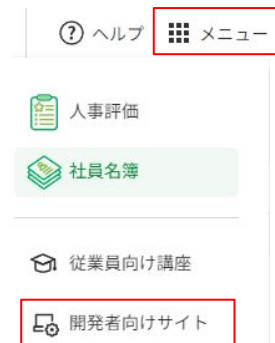 ヘルプ メニュー
人事評価
社員名簿
従業員向け講座
開発者向けサイト